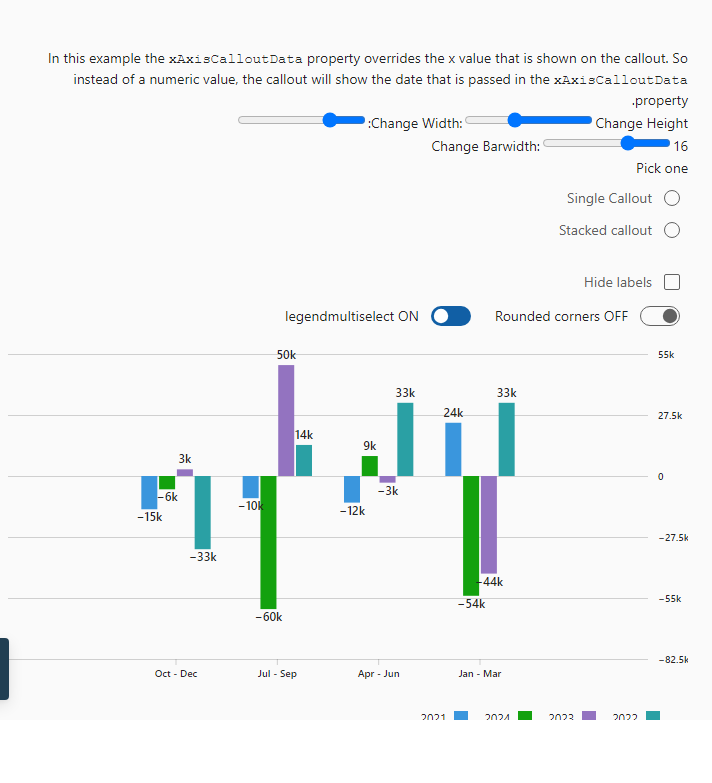 In this example the xAxisCalloutData property overrides the x value that is shown on the callout. So
instead of a numeric value, the callout will show the date that is passed in the xAxisCalloutData
.property
:Change Width: Change Height
Change Barwidth: 16
Pick one
Single Callout
Stacked callout
Hide labels
legendmultiselect ON Rounded corners OFF
50k 55k
33k 33k
24k 27.5k
14k
9k
3k
0
−6k −10k −3k
−15k −12k
−27.5k
−33k
−44k
−54k −55k
−60k
−82.5k
Oct - Dec Jul - Sep Apr - Jun Jan - Mar
2021 2024 2023 2022